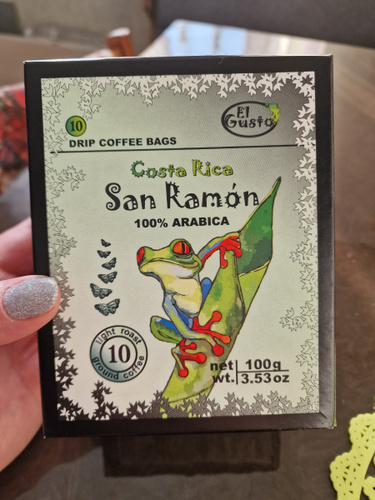 El
Gusto
10
DRIP COFFEE BAGS
Costa Rica
San Ramón
100% ARABICA
light roast
10
ground coffee
net 100g
wt. 3.53oz